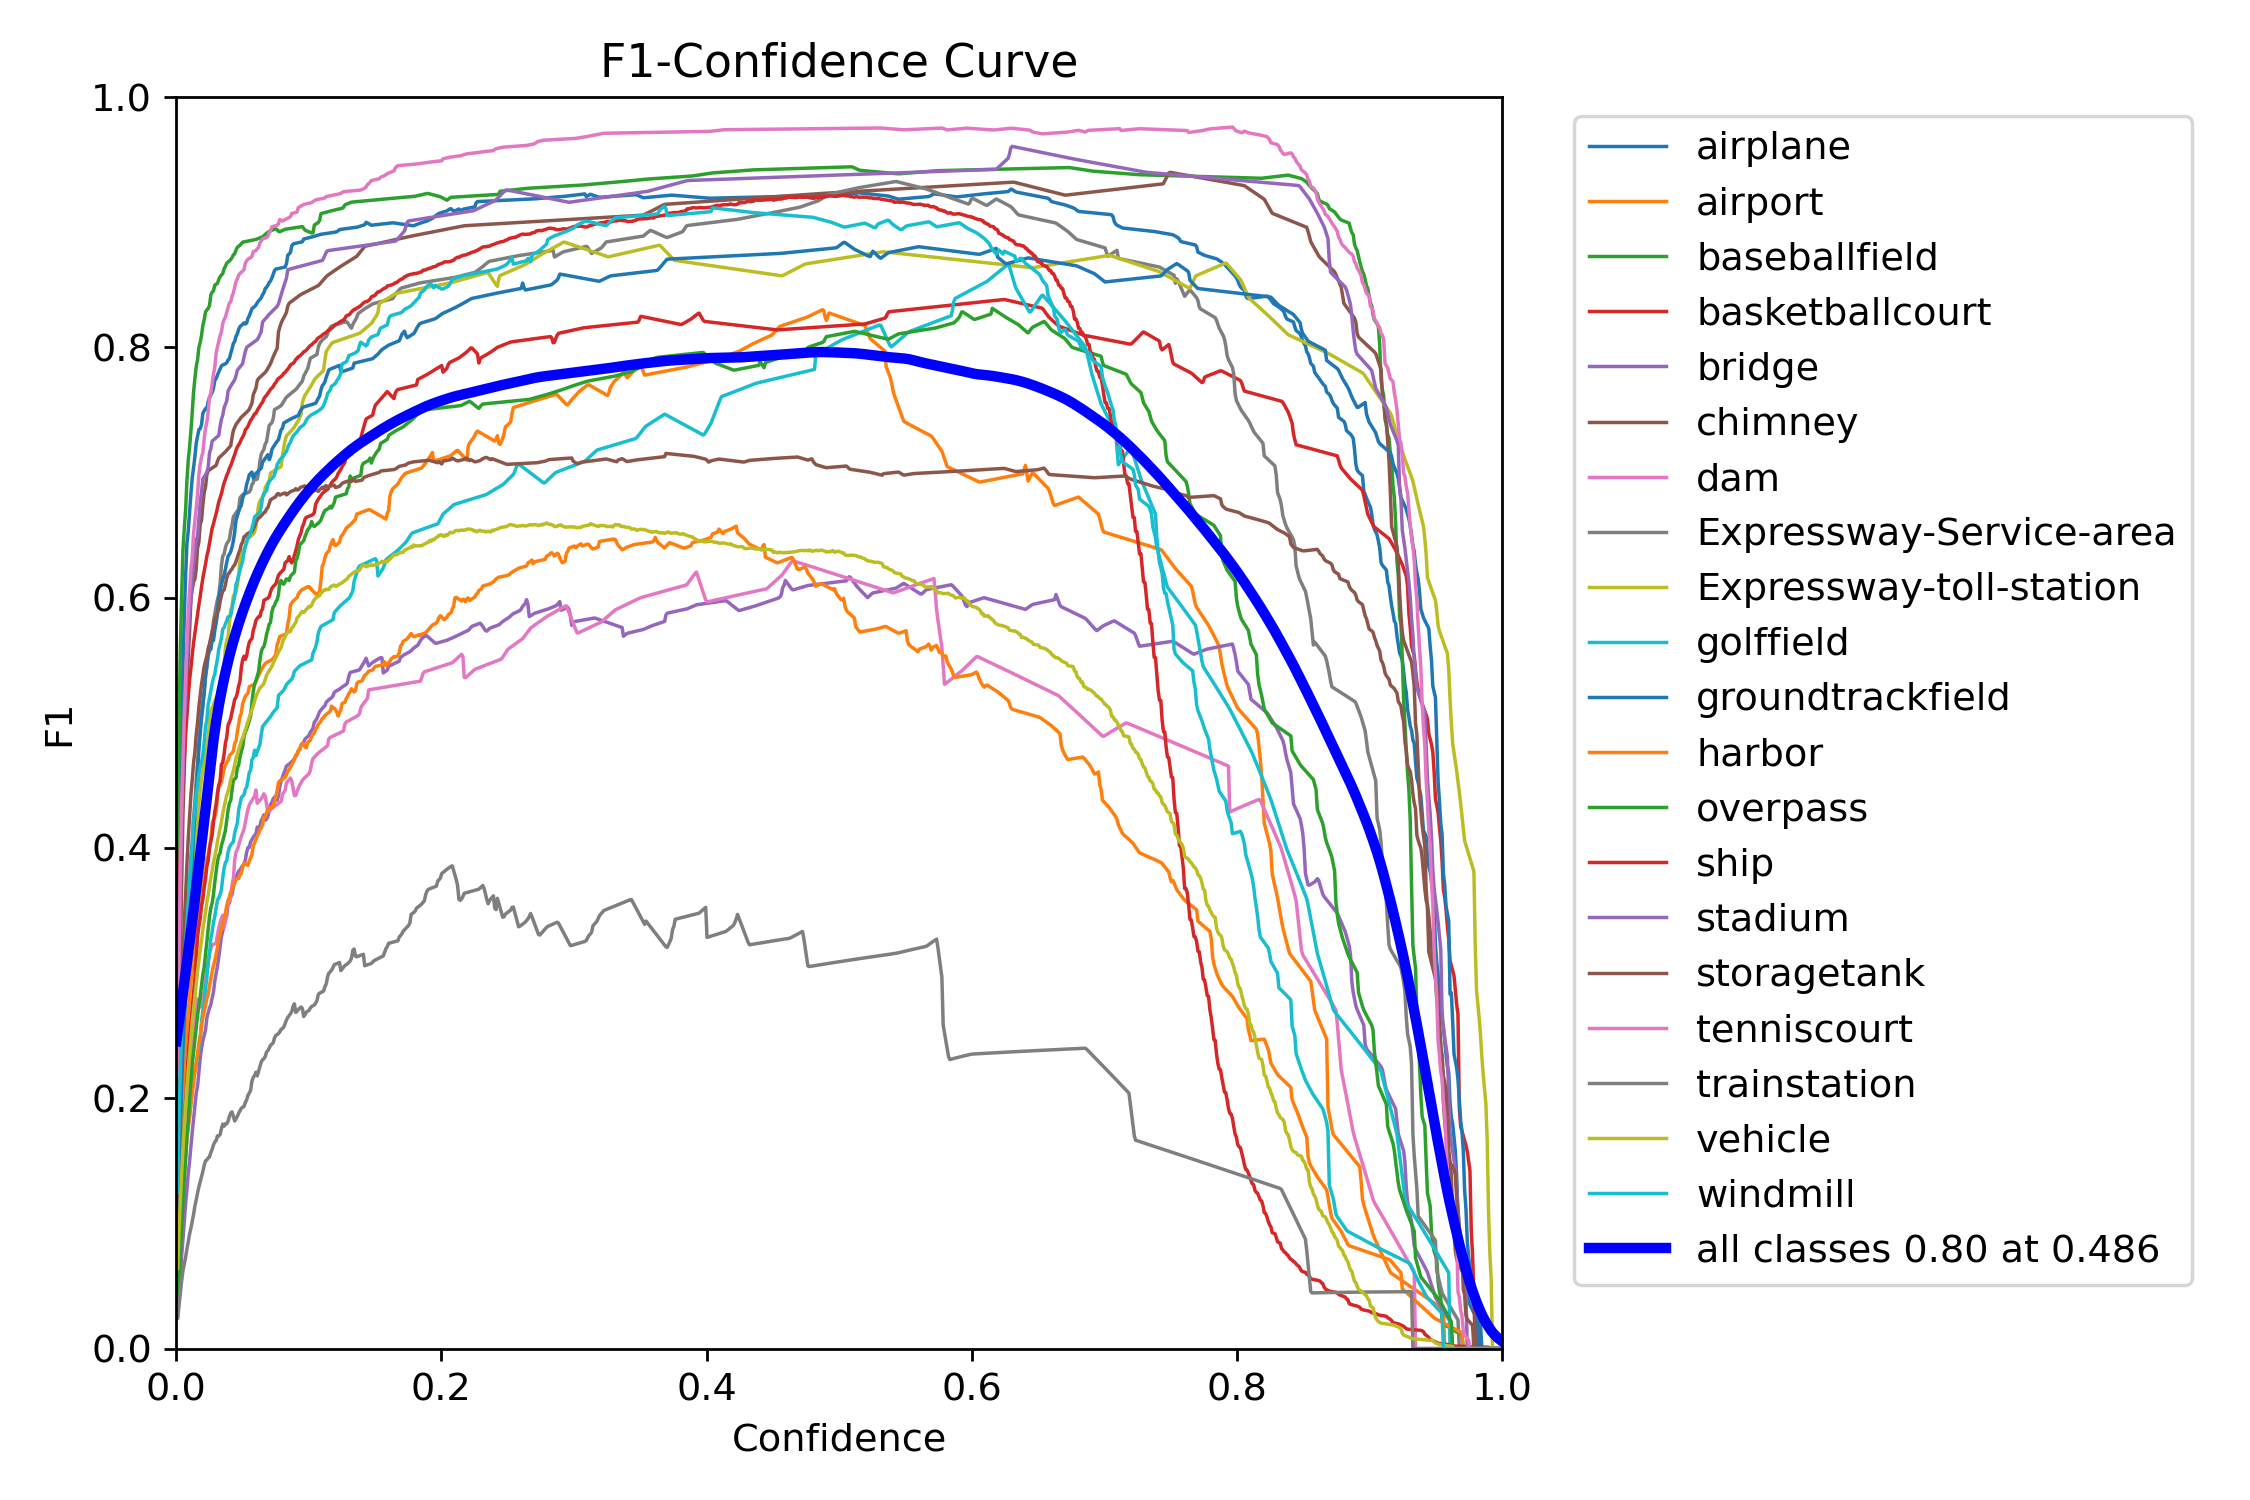 F1-Confidence Curve
1.0
0.8
0.6
0.4
0.2
0.0
F1
0.0 0.2 0.4 0.6 0.8 1.0
Confidence
airplane
airport
baseballfield
basketballcourt
bridge
chimney
dam
Expressway-Service-area
Expressway-toll-station
golffield
groundtrackfield
harbor
overpass
ship
stadium
storagetank
tenniscourt
trainstation
vehicle
windmill
all classes 0.80 at 0.486